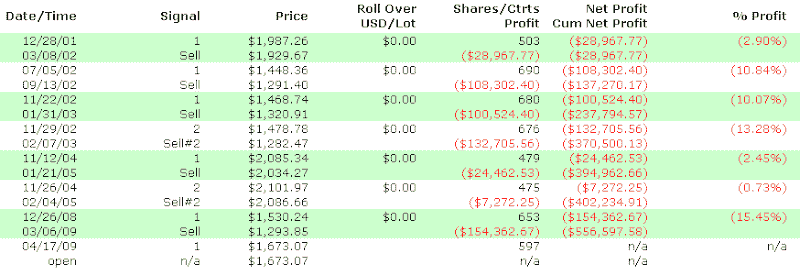 Date/Time Signal Price Roll Over USD/Lot Shares/Ctrts Profit Net Profit Cum Net Profit % Profit
12/28/01 1 $1,987.26 $0.00 503 ($28,967.77) (2.90%)
03/08/02 Sell $1,929.67 ($28,967.77) ($28,967.77)
07/05/02 1 $1,448.36 $0.00 690 ($108,302.40) (10.84%)
09/13/02 Sell $1,291.40 ($108,302.40) ($137,270.17)
11/22/02 1 $1,468.74 $0.00 680 ($100,524.40) (10.07%)
01/31/03 Sell $1,320.91 ($100,524.40) ($237,794.57)
11/29/02 2 $1,478.78 $0.00 676 ($132,705.56) (13.28%)
02/07/03 Sell#2 $1,282.47 ($132,705.56) ($370,500.13)
11/12/04 1 $2,085.34 $0.00 479 ($24,462.53) (2.45%)
01/21/05 Sell $2,034.27 ($24,462.53) ($394,962.66)
11/26/04 2 $2,101.97 $0.00 475 ($7,272.25) (0.73%)
02/04/05 Sell#2 $2,086.66 ($7,272.25) ($402,234.91)
12/26/08 1 $1,530.24 $0.00 653 ($154,362.67) (15.45%)
03/06/09 Sell $1,293.85 ($154,362.67) ($556,597.58)
04/17/09 1 $1,673.07 597 n/a n/a
open n/a $1,673.07 n/a n/a